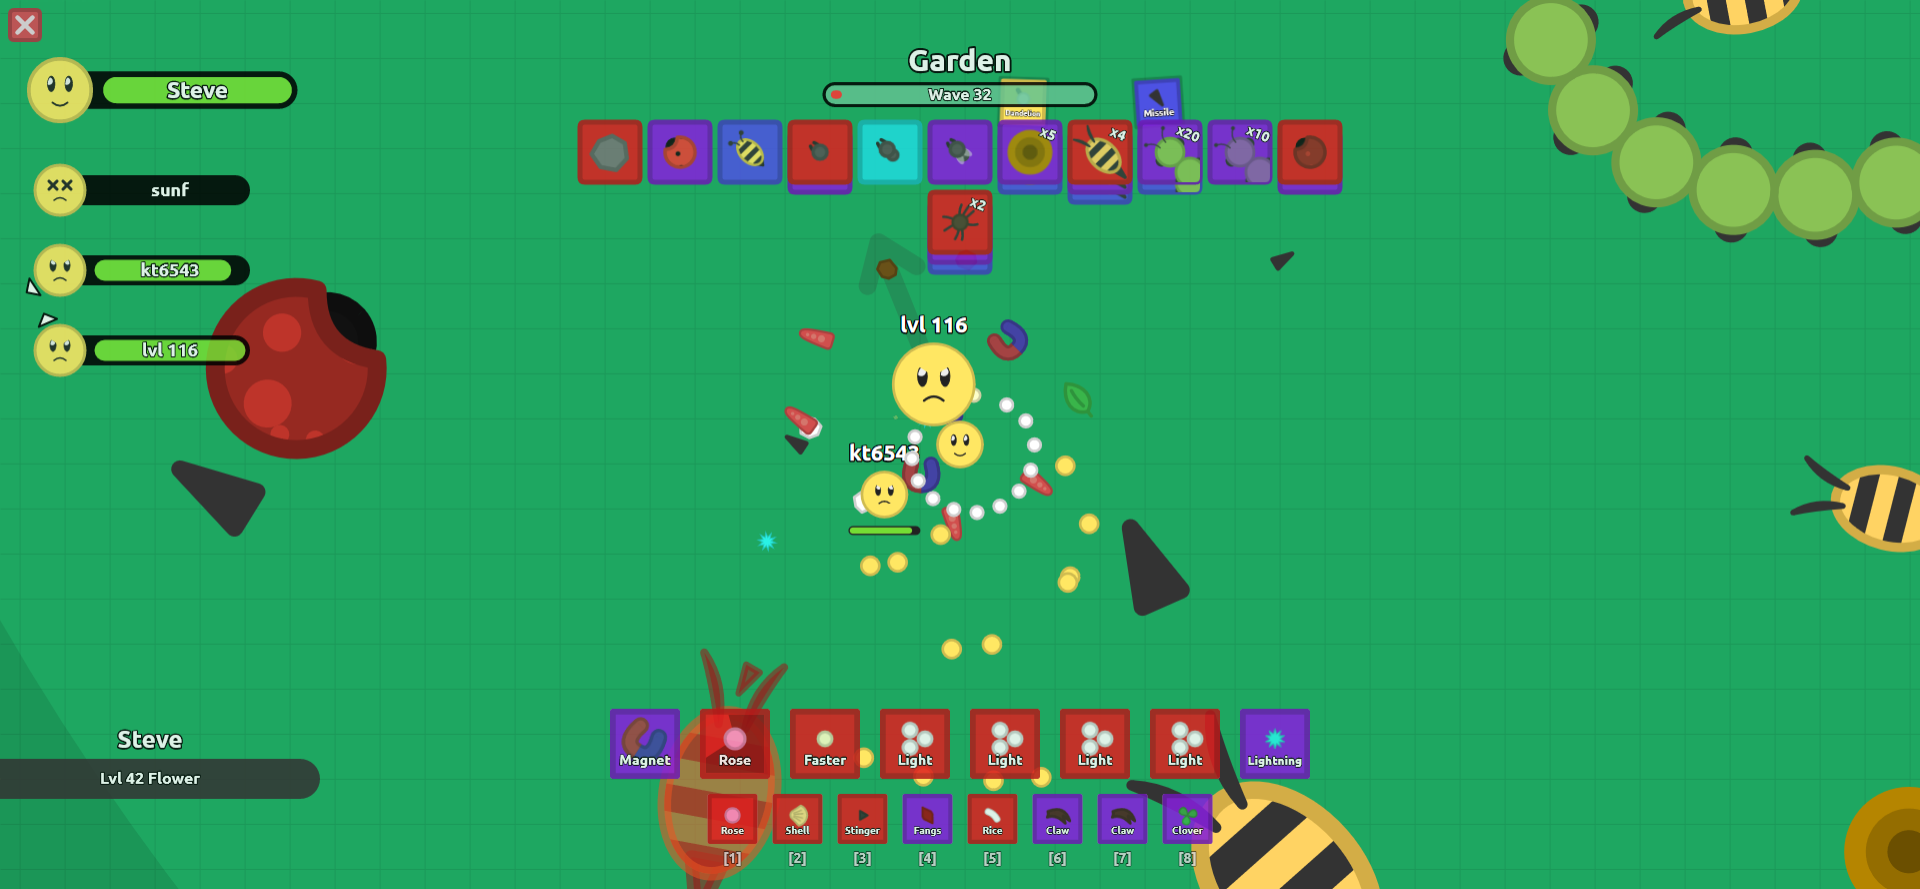 Garden
Wave 32
Steve
sunf
kt6543
lvl 116
Dandelion
Missile
x5
x4
x20
x10
x2
lvl 116
kt6543
Steve
Lvl 42 Flower
Magnet
Rose
Faster
Light
Light
Light
Light
Lightning
Rose
Shell
Stinger
Fangs
Rice
Claw
Claw
Clover
[1]
[2]
[3]
[4]
[5]
[6]
[7]
[8]